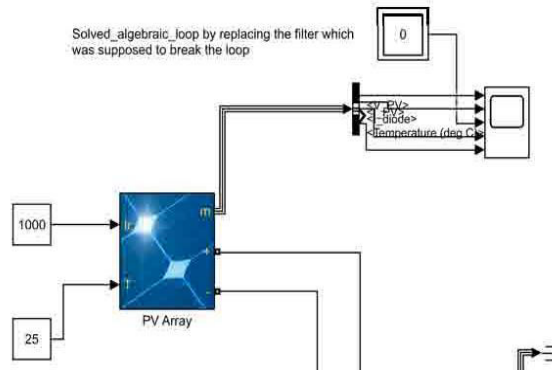 Solved_algebraic_loop by replacing the filter which
was supposed to break the loop
0
<V_PV>
<I_PV>
<I_diode>
<Temperature (deg C)>
1000
Ir
m
+
T
-
PV Array
25